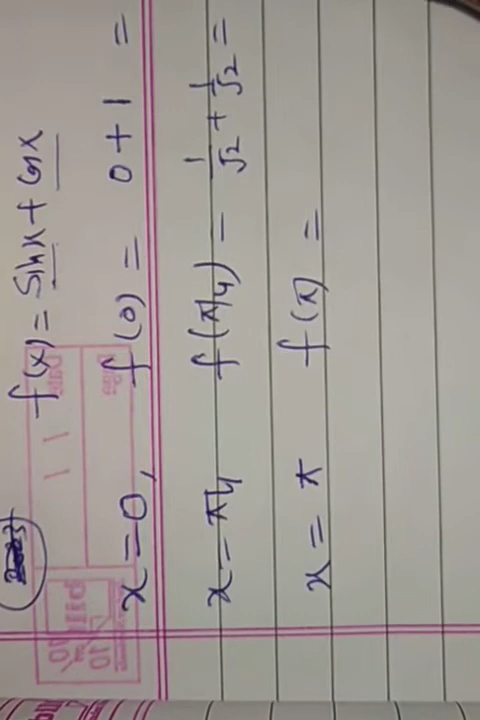 f(x) = Sinx + Cosx
x = 0, f(0) = 0 + 1 =
x = π/4 f(π/4) = 1/√2 + 1/√2 =
x = π f(π) =